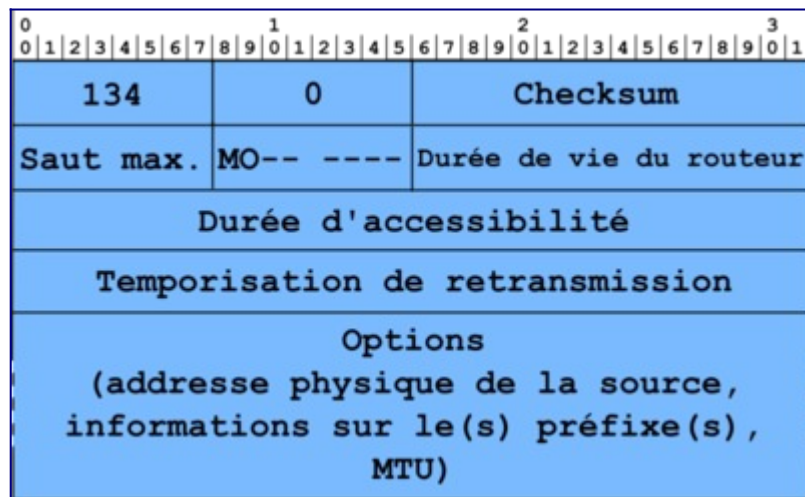 0 1 2 3
0 1 2 3 4 5 6 7 8 9 0 1 2 3 4 5 6 7 8 9 0 1 2 3 4 5 6 7 8 9 0 1
134 0 Checksum
Saut max. MO-- ---- Durée de vie du routeur
Durée d'accessibilité
Temporisation de retransmission
Options
(addresse physique de la source,
informations sur le(s) préfixe(s),
MTU)